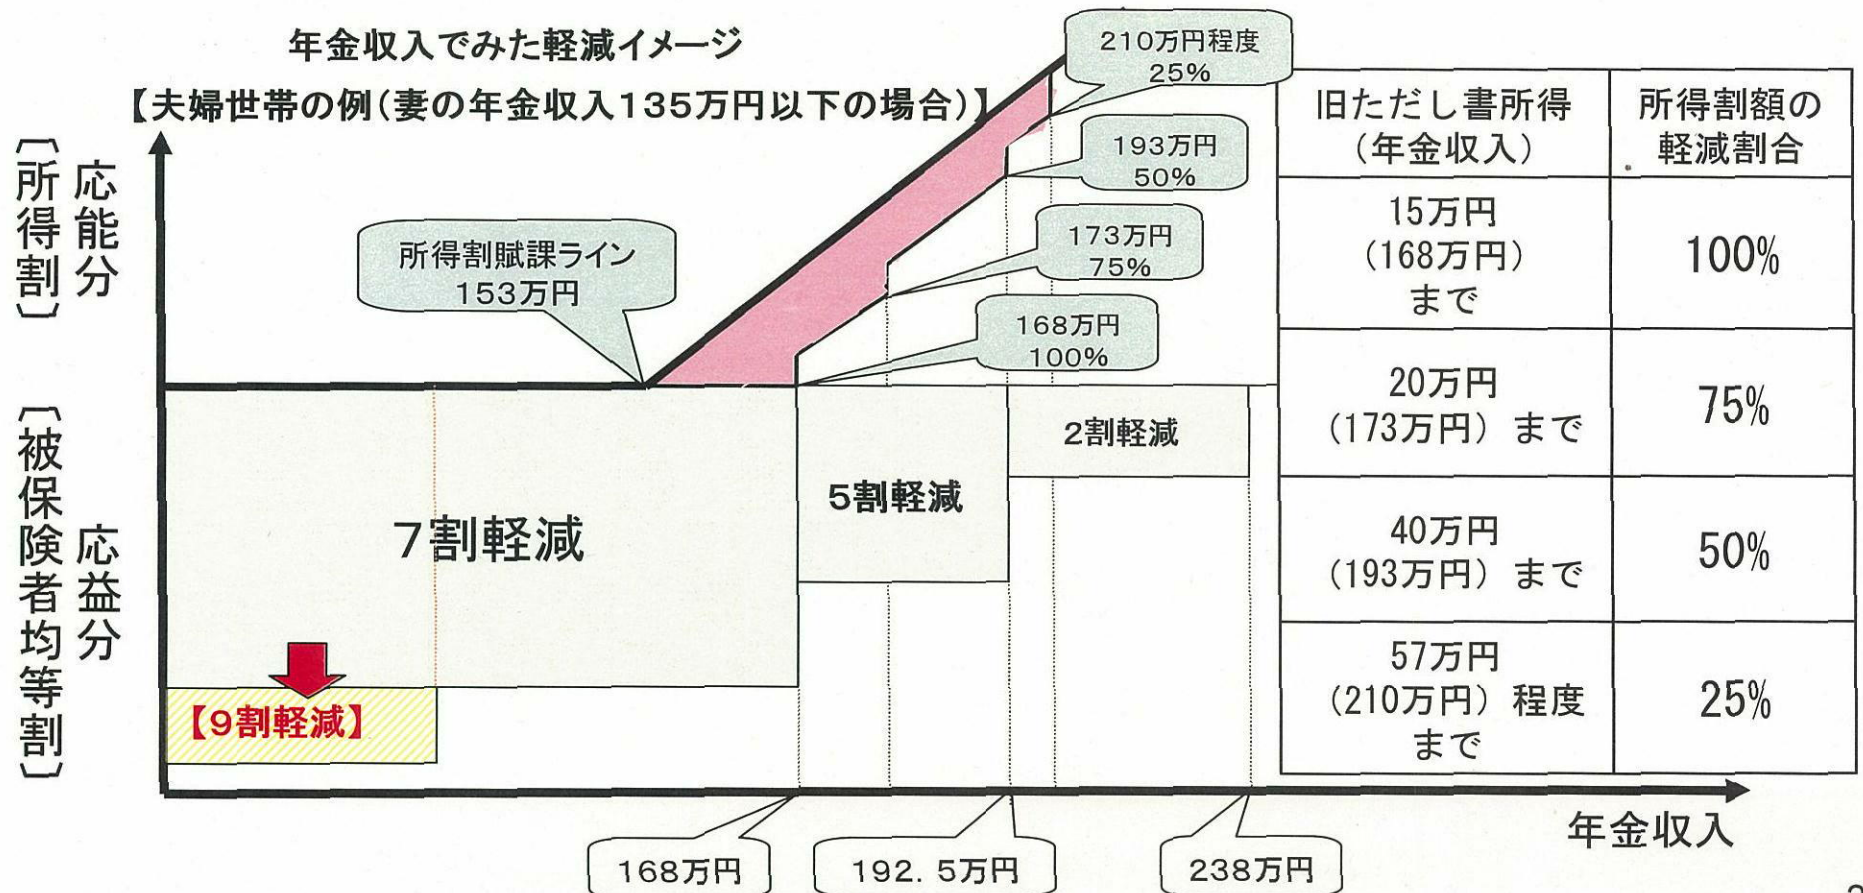 年金収入でみた軽減イメージ
【夫婦世帯の例(妻の年金収入135万円以下の場合)】
応能分
〔所得割〕
応益分
〔被保険者均等割〕
所得割賦課ライン
153万円
210万円程度
25%
193万円
50%
173万円
75%
168万円
100%
7割軽減
5割軽減
2割軽減
【9割軽減】
168万円
192.5万円
238万円
年金収入
旧ただし書所得
(年金収入)
所得割額の
軽減割合
15万円
(168万円)
まで
100%
20万円
(173万円) まで
75%
40万円
(193万円) まで
50%
57万円
(210万円) 程度
まで
25%